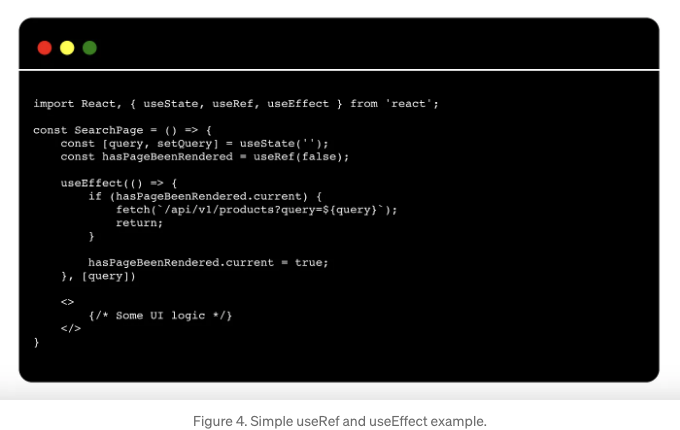 import React, { useState, useRef, useEffect } from 'react';
const SearchPage = () => {
    const [query, setQuery] = useState('');
    const hasPageBeenRendered = useRef(false);
    useEffect(() => {
        if (hasPageBeenRendered.current) {
            fetch(`/api/v1/products?query=${query}`);
            return;
        }
        hasPageBeenRendered.current = true;
    }, [query])
    <>
        {/* Some UI logic */}
    </>
}
Figure 4. Simple useRef and useEffect example.